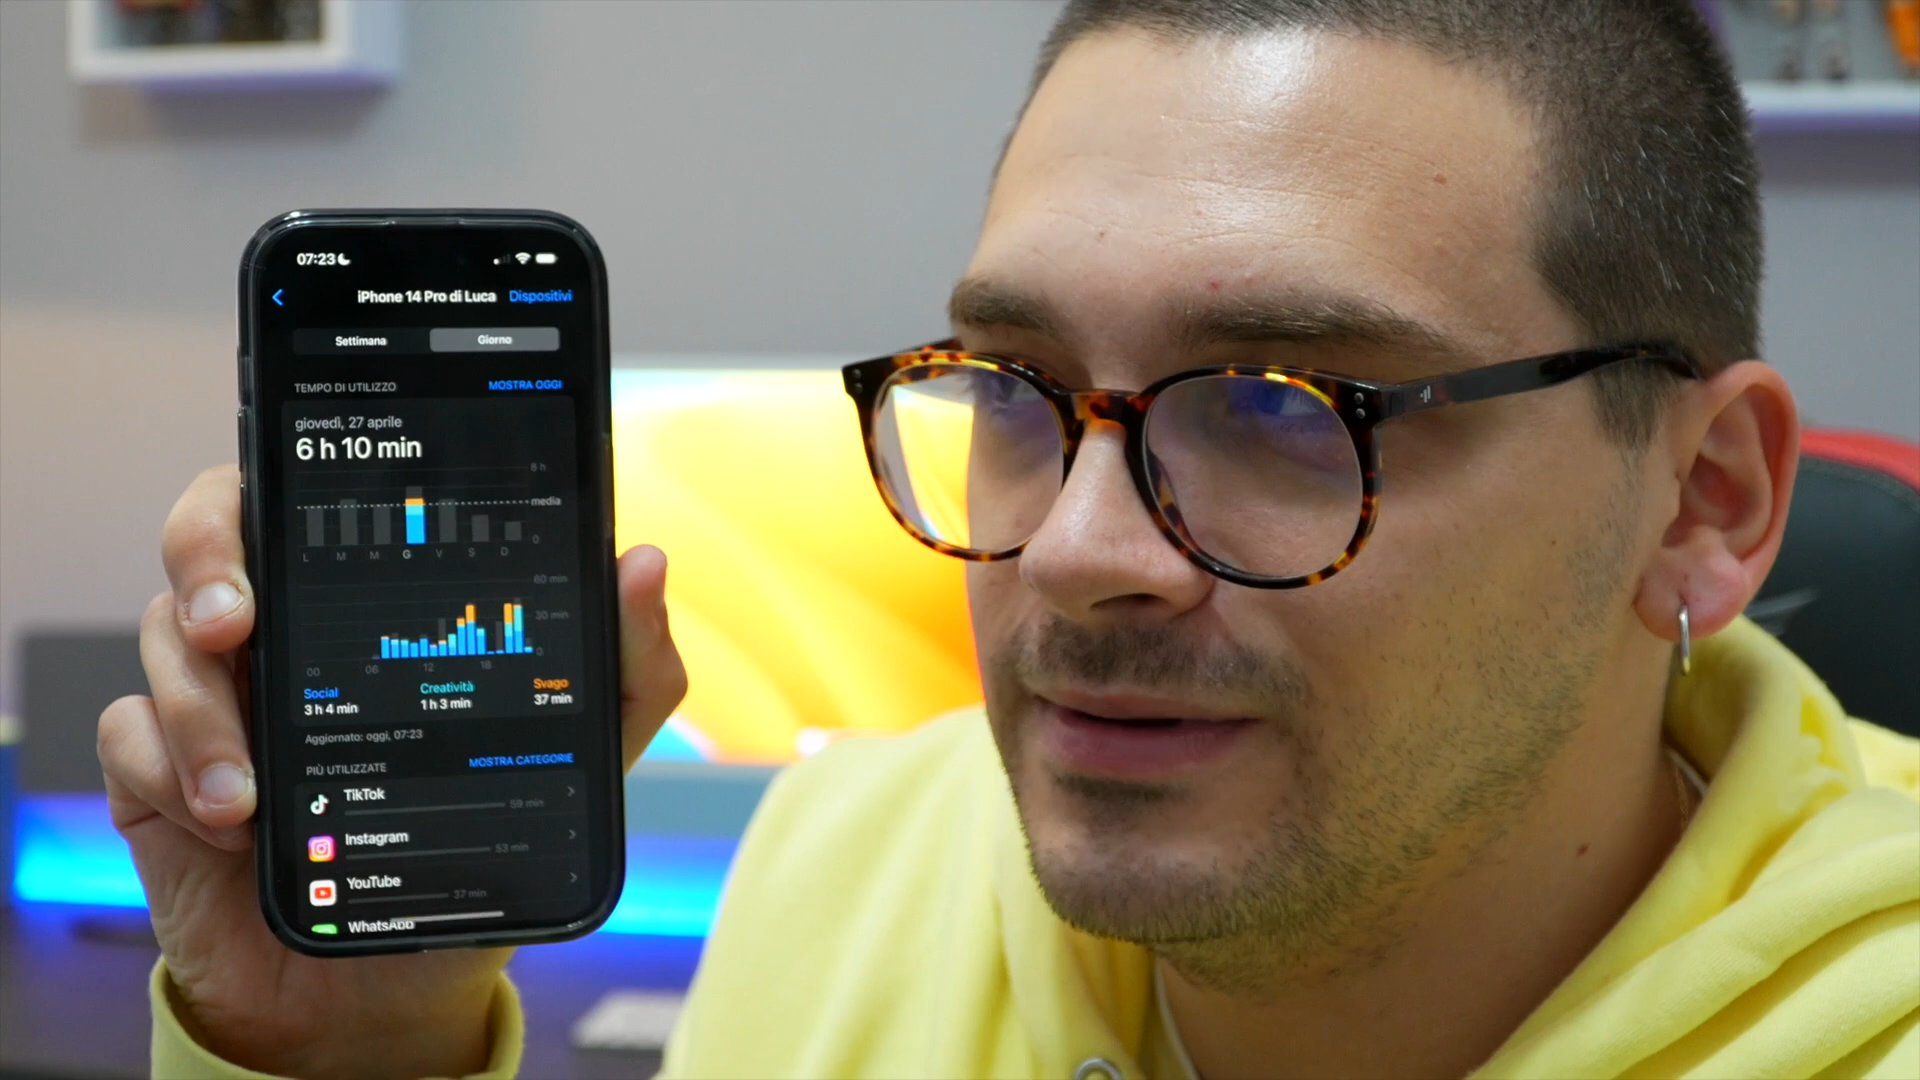 07:23
iPhone 14 Pro di Luca Dispositivi
Settimana Giorno
TEMPO DI UTILIZZO MOSTRA OGGI
giovedì, 27 aprile
6 h 10 min
8 h
media
0
L M M G V S D
60 min
30 min
0
00 06 12 18
Social Creatività Svago
3 h 4 min 1 h 3 min 37 min
Aggiornato: oggi, 07:23
PIÙ UTILIZZATE MOSTRA CATEGORIE
TikTok
59 min
Instagram
53 min
YouTube
37 min
WhatsApp